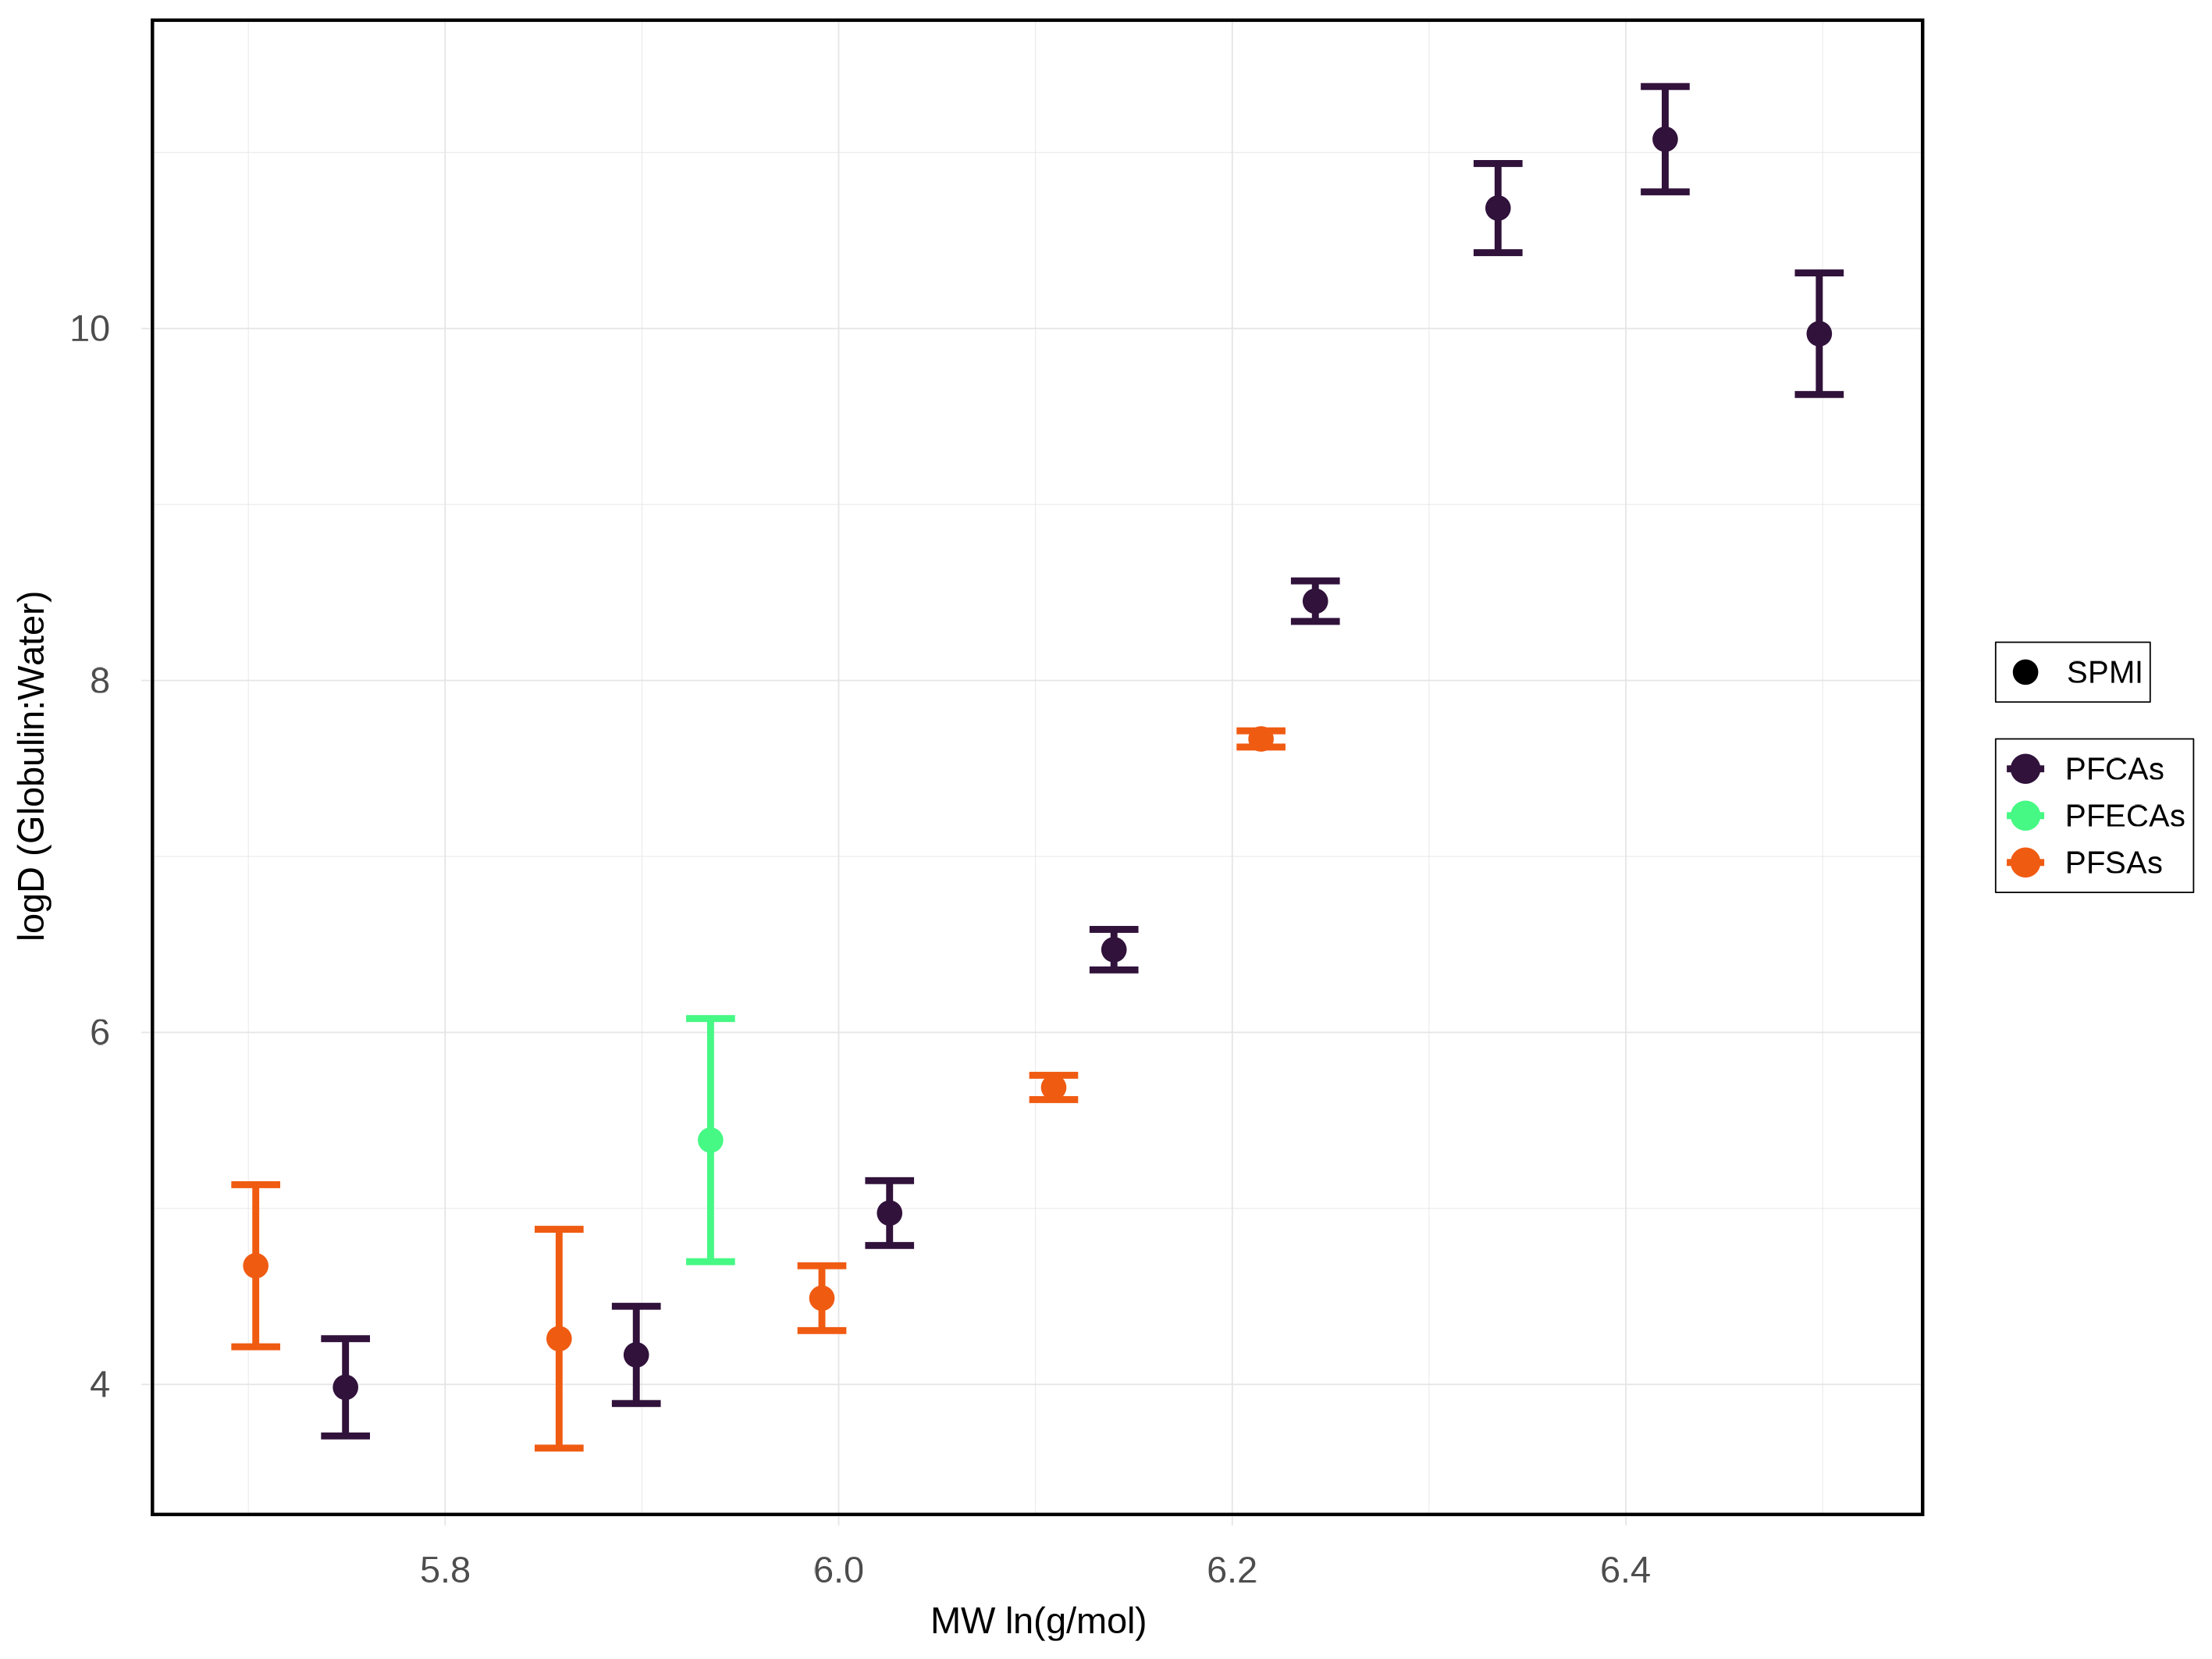 10
8
6
4
logD (Globulin:Water)
5.8 6.0 6.2 6.4
MW ln(g/mol)
SPMI
PFCAs
PFECAs
PFSAs